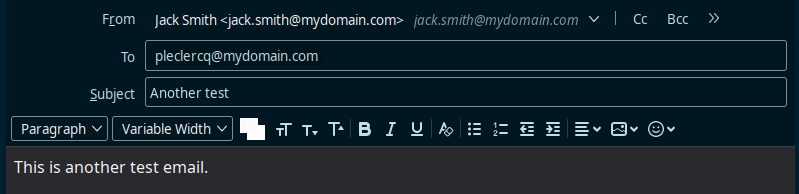 From Jack Smith <jack.smith@mydomain.com> jack.smith@mydomain.com Cc Bcc
To pleclercq@mydomain.com
Subject Another test
Paragraph Variable Width
This is another test email.